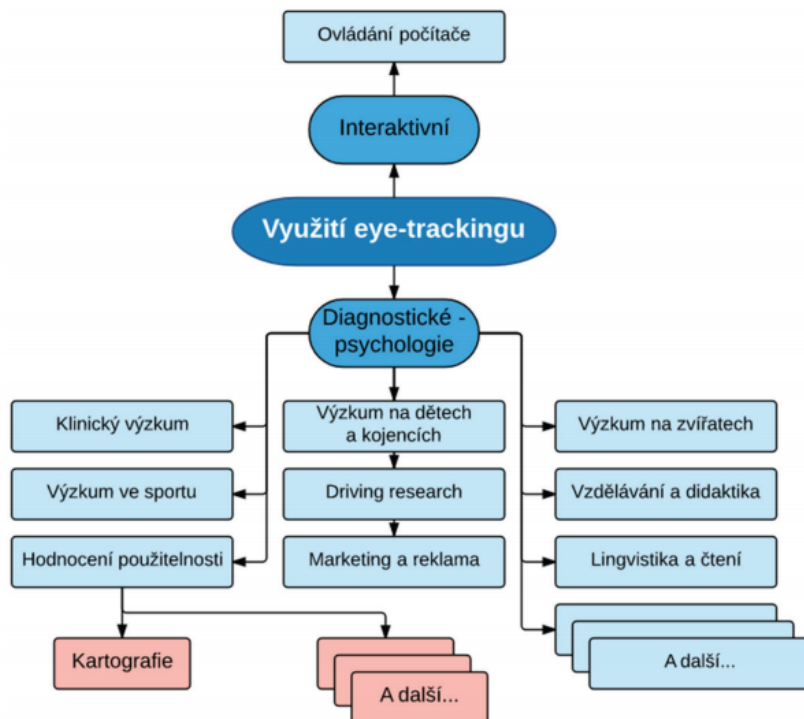 Ovládání počítače
Interaktivní
Využití eye-trackingu
Diagnostické -
psychologie
Klinický výzkum
Výzkum na dětech
a kojencích
Výzkum na zvířatech
Výzkum ve sportu
Driving research
Vzdělávání a didaktika
Hodnocení použitelnosti
Marketing a reklama
Lingvistika a čtení
Kartografie
A další...
A další...